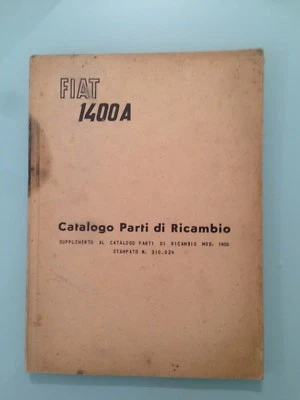 FIAT
1400A
Catalogo Parti di Ricambio
SUPPLEMENTO AL CATALOGO PARTI DI RICAMBIO MOD. 1400
STAMPATO N. 310.024